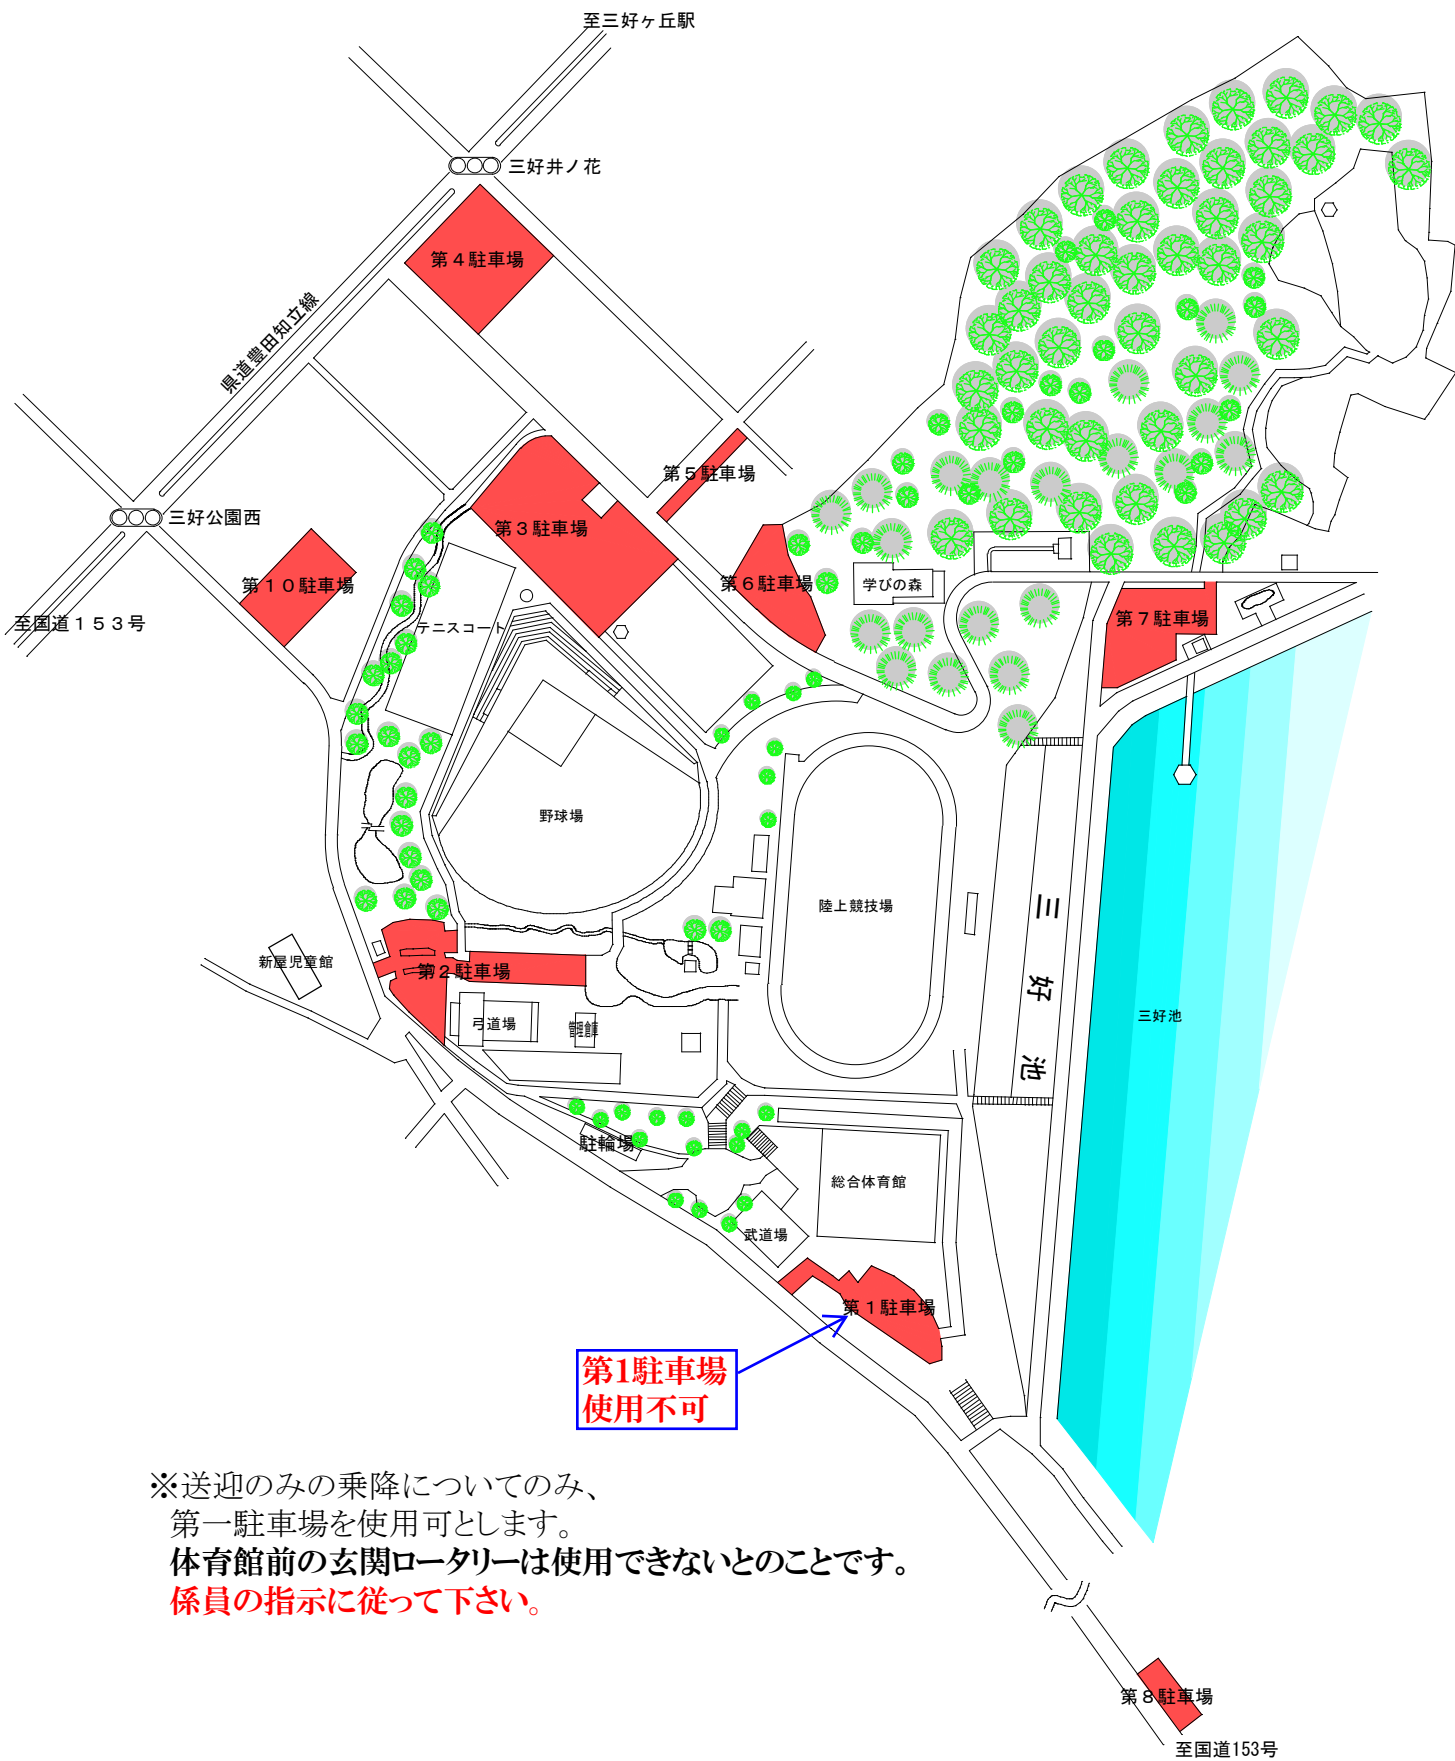 至三好ヶ丘駅
三好井ノ花
第４駐車場
県道豊田知立線
第５駐車場
三好公園西
第３駐車場
第１０駐車場
第６駐車場
学びの森
第７駐車場
至国道１５３号
テニスコート
野球場
陸上競技場
三好池
新屋児童館
第２駐車場
弓道場
管理倉庫
三好池
駐輪場
総合体育館
武道場
第１駐車場
第1駐車場
使用不可
※送迎のみの乗降についてのみ、
第一駐車場を使用可とします。
体育館前の玄関ロータリーは使用できないとのことです。
係員の指示に従って下さい。
第８駐車場
至国道153号